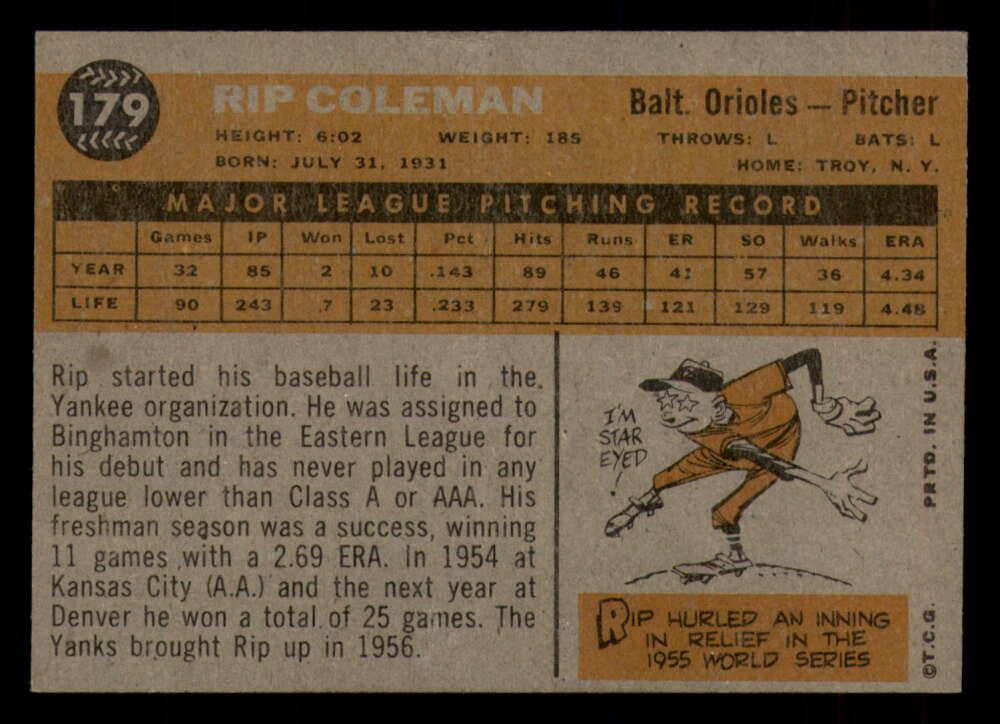 179
RIP COLEMAN
Balt. Orioles — Pitcher
HEIGHT: 6:02 WEIGHT: 185 THROWS: L BATS: L
BORN: JULY 31, 1931 HOME: TROY, N. Y.
MAJOR LEAGUE PITCHING RECORD
Games IP Won Lost Pct Hits Runs ER SO Walks ERA
YEAR 32 85 2 10 .143 89 46 41 57 36 4.34
LIFE 90 243 7 23 .233 279 139 121 129 119 4.48
Rip started his baseball life in the
Yankee organization. He was assigned to
Binghamton in the Eastern League for
his debut and has never played in any
league lower than Class A or AAA. His
freshman season was a success, winning
11 games with a 2.69 ERA. In 1954 at
Kansas City (A.A.) and the next year at
Denver he won a total of 25 games. The
Yanks brought Rip up in 1956.
I'M
STAR
EYED
!
RIP HURLED AN INNING
IN RELIEF IN THE
1955 WORLD SERIES
©T.C.G. PRTD. IN U.S.A.